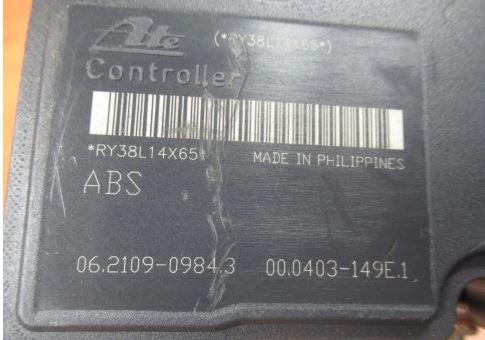 Ate (*RY38L14X65*)
Controller
*RY38L14X65*
MADE IN PHILIPPINES
ABS
06.2109-0984.3 00.0403-149E.1